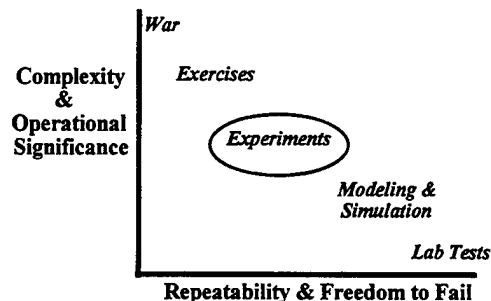 War
Exercises
Complexity
&
Operational
Significance
Experiments
Modeling &
Simulation
Lab Tests
Repeatability & Freedom to Fail